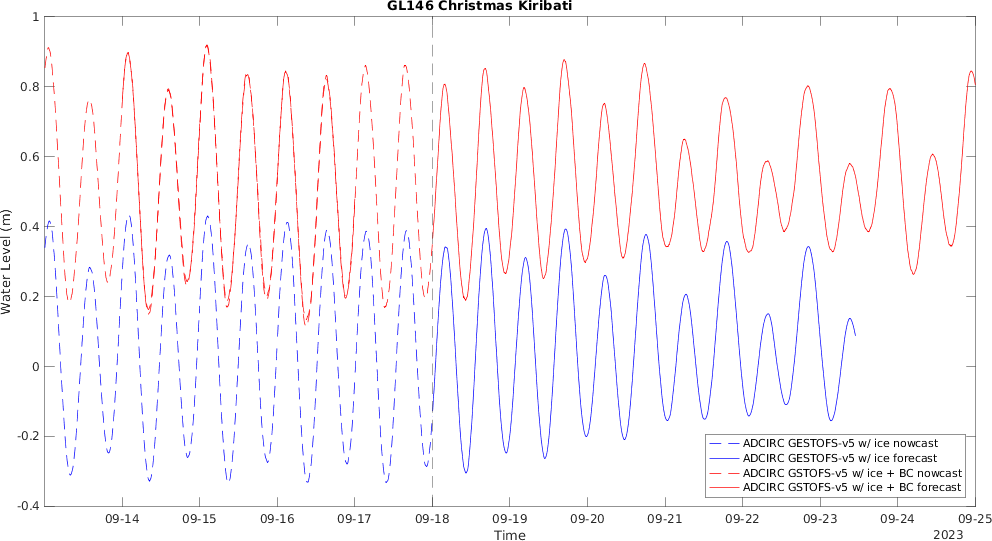 GL146 Christmas Kiribati
Water Level (m)
1
0.8
0.6
0.4
0.2
0
-0.2
-0.4
09-14 09-15 09-16 09-17 09-18 09-19 09-20 09-21 09-22 09-23 09-24 09-25
Time
2023
ADCIRC GESTOFS-v5 w/ ice nowcast
ADCIRC GESTOFS-v5 w/ ice forecast
ADCIRC GSTOFS-v5 w/ ice + BC nowcast
ADCIRC GSTOFS-v5 w/ ice + BC forecast